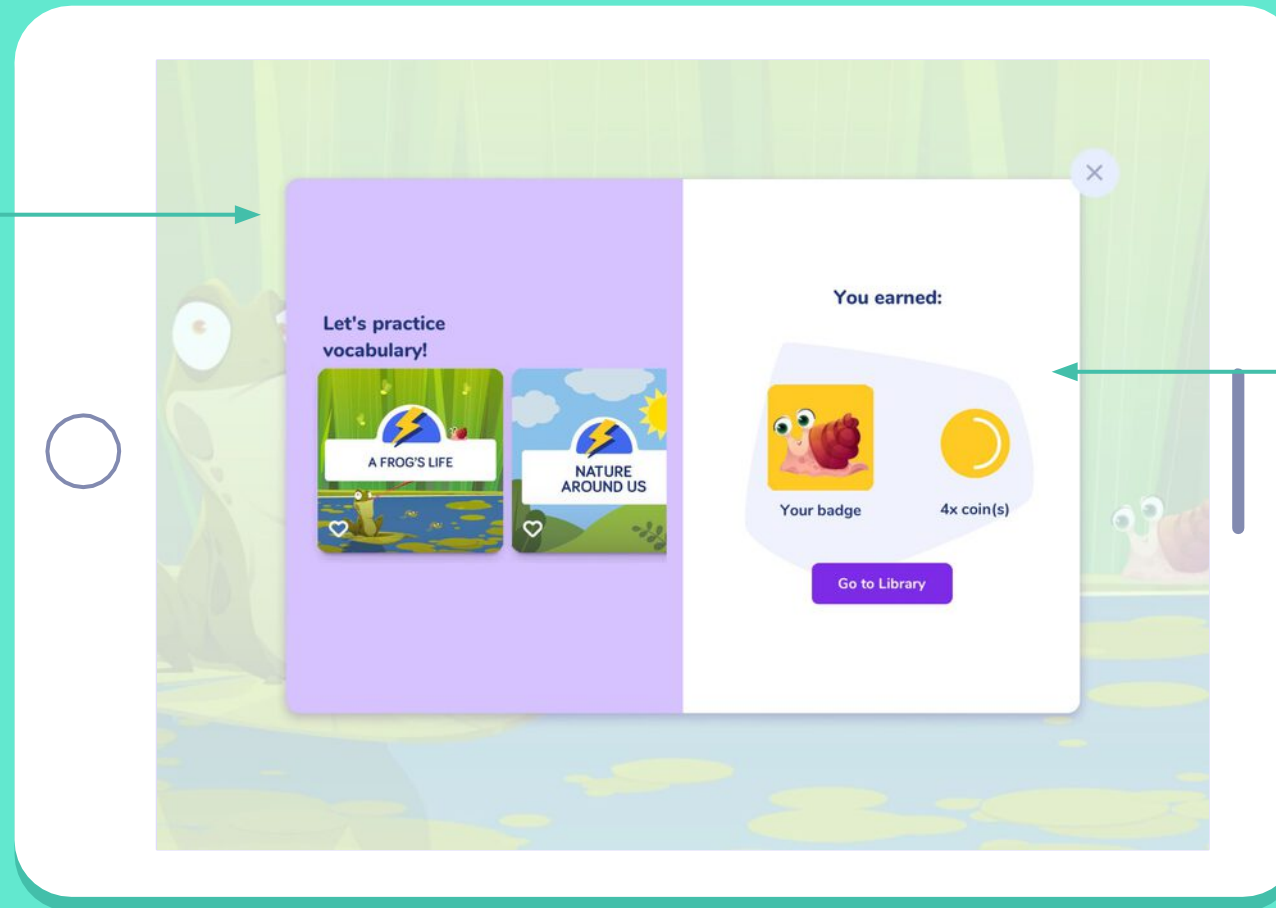 Let's practice
vocabulary!
A FROG'S LIFE
NATURE
AROUND US
You earned:
Your badge
4x coin(s)
Go to Library